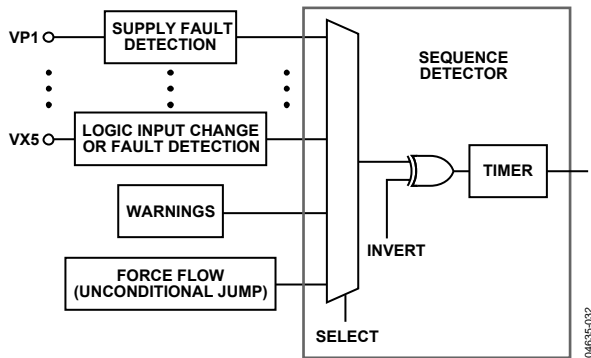 VP1
SUPPLY FAULT
DETECTION
SEQUENCE
DETECTOR
VX5
LOGIC INPUT CHANGE
OR FAULT DETECTION
TIMER
WARNINGS
INVERT
FORCE FLOW
(UNCONDITIONAL JUMP)
SELECT
04635-032